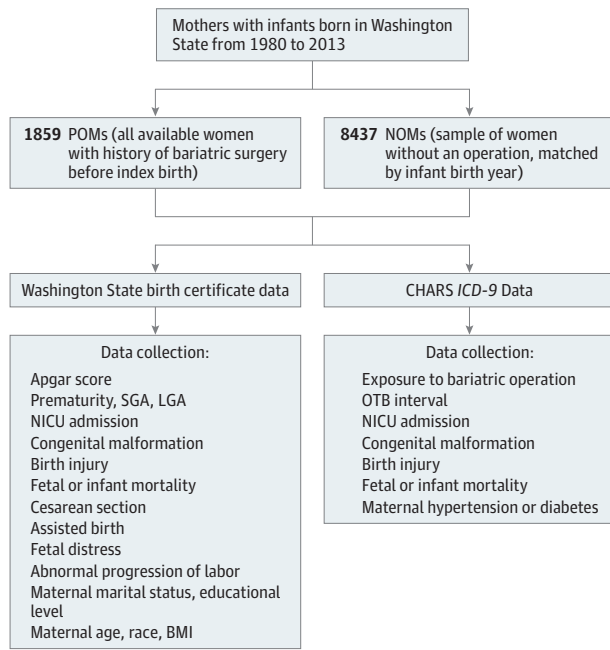 Mothers with infants born in Washington
State from 1980 to 2013
1859 POMs (all available women
with history of bariatric surgery
before index birth)
8437 NOMs (sample of women
without an operation, matched
by infant birth year)
Washington State birth certificate data
CHARS ICD-9 Data
Data collection:
Apgar score
Prematurity, SGA, LGA
NICU admission
Congenital malformation
Birth injury
Fetal or infant mortality
Cesarean section
Assisted birth
Fetal distress
Abnormal progression of labor
Maternal marital status, educational
level
Maternal age, race, BMI
Data collection:
Exposure to bariatric operation
OTB interval
NICU admission
Congenital malformation
Birth injury
Fetal or infant mortality
Maternal hypertension or diabetes